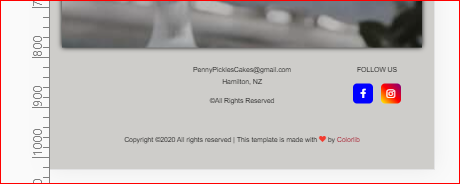 800
900
1000
PennyPicklesCakes@gmail.com
Hamilton, NZ
©All Rights Reserved
FOLLOW US
Copyright ©2020 All rights reserved | This template is made with ❤ by Colorlib